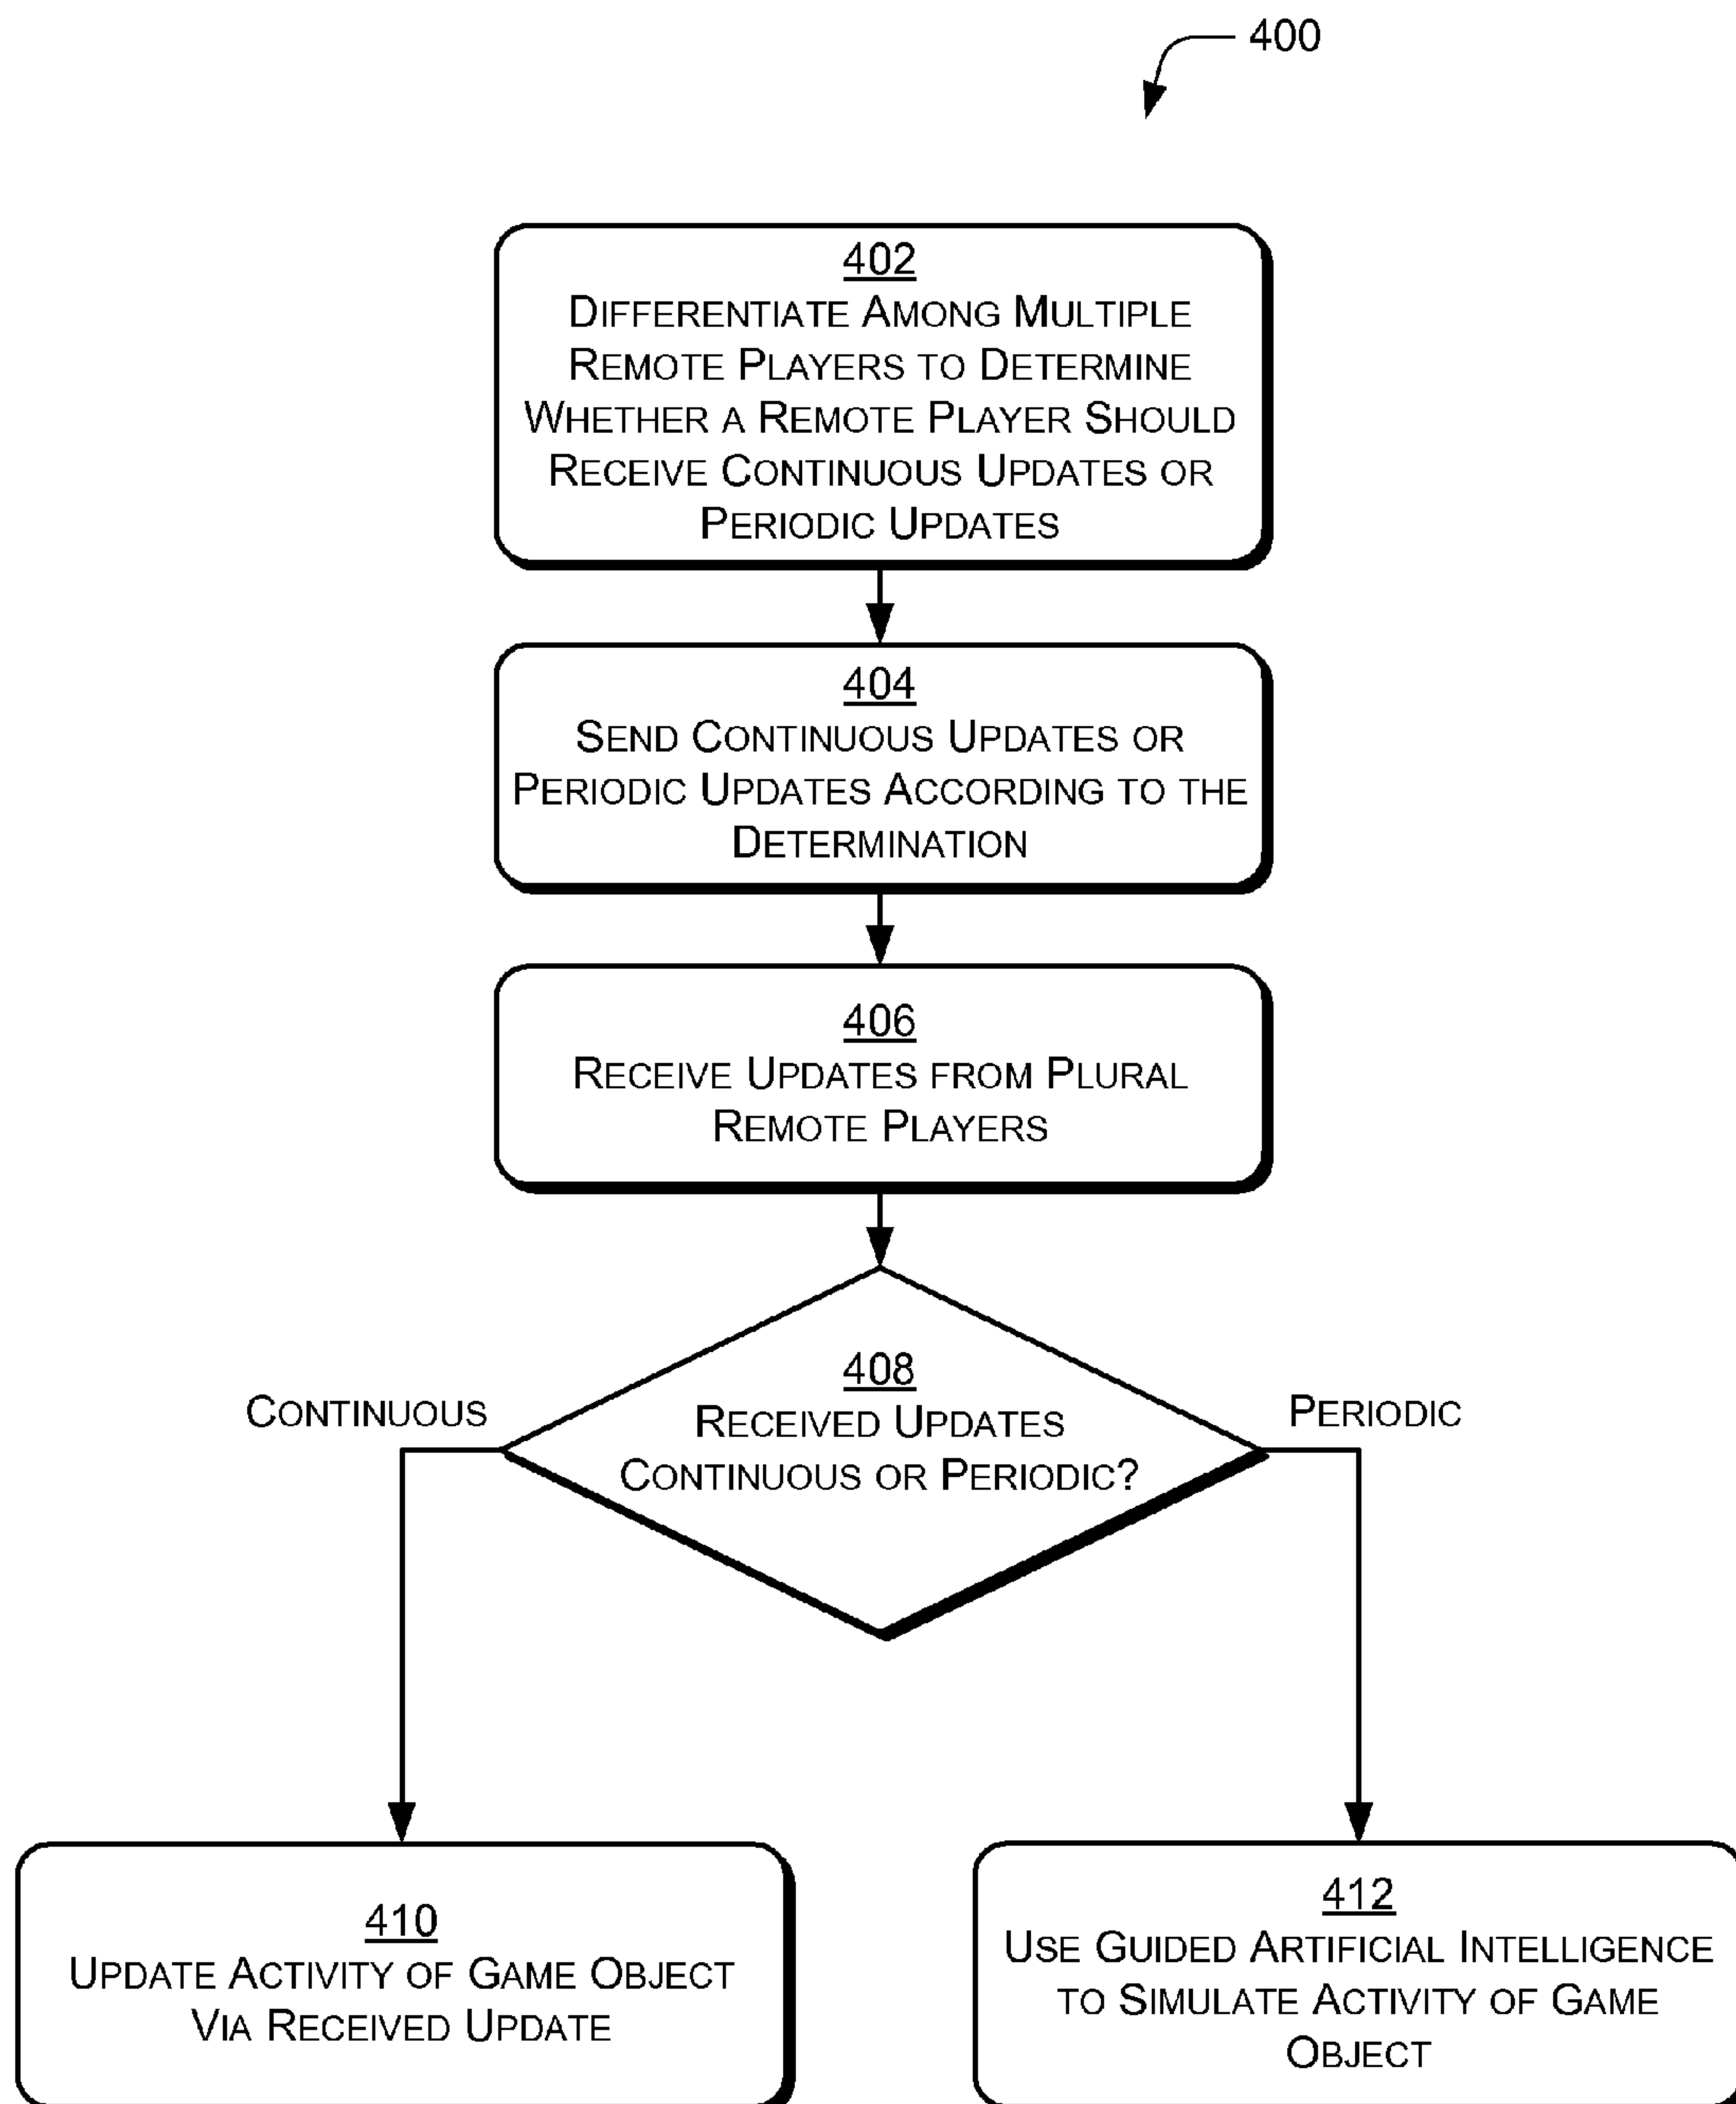 400
402
DIFFERENTIATE AMONG MULTIPLE
REMOTE PLAYERS TO DETERMINE
WHETHER A REMOTE PLAYER SHOULD
RECEIVE CONTINUOUS UPDATES OR
PERIODIC UPDATES
404
SEND CONTINUOUS UPDATES OR
PERIODIC UPDATES ACCORDING TO THE
DETERMINATION
406
RECEIVE UPDATES FROM PLURAL
REMOTE PLAYERS
408
RECEIVED UPDATES
CONTINUOUS OR PERIODIC?
CONTINUOUS
PERIODIC
410
UPDATE ACTIVITY OF GAME OBJECT
VIA RECEIVED UPDATE
412
USE GUIDED ARTIFICIAL INTELLIGENCE
TO SIMULATE ACTIVITY OF GAME
OBJECT